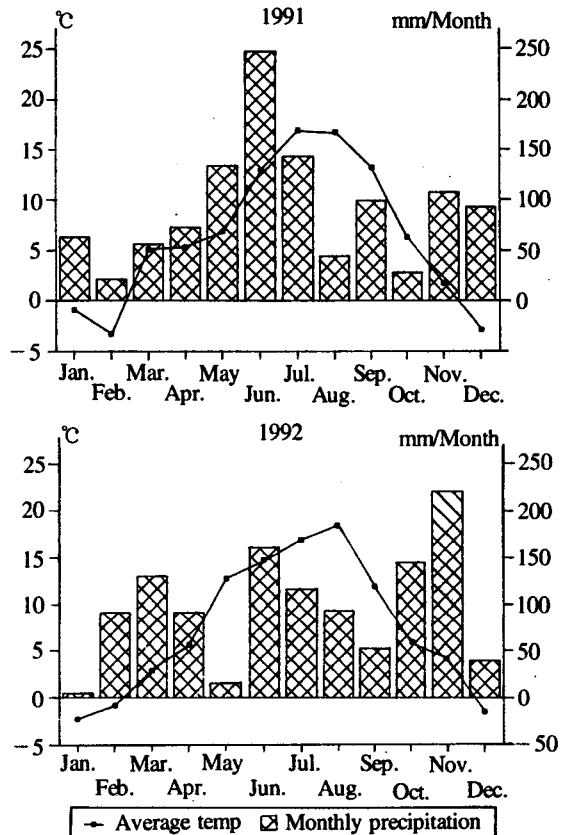 ℃ 1991 mm/Month
25 250
20 200
15 150
10 100
5 50
0 0
−5
Jan. Mar. May Jul. Sep. Nov.
Feb. Apr. Jun. Aug. Oct. Dec.
℃ 1992 mm/Month
25 250
20 200
15 150
10 100
5 50
0 0
−5 −50
Jan. Mar. May Jul. Sep. Nov.
Feb. Apr. Jun. Aug. Oct. Dec.
Average temp Monthly precipitation